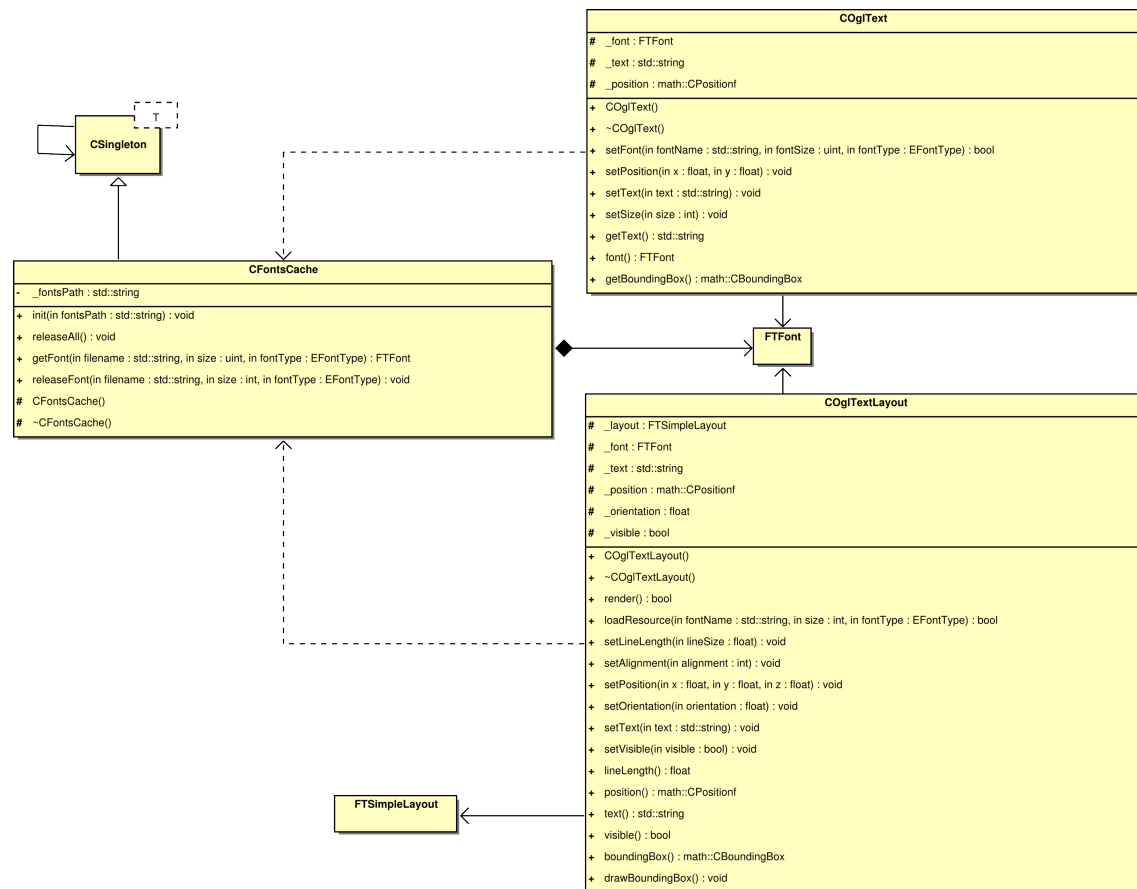 COglText
# _font : FTFont
# _text : std::string
# _position : math::CPositionf
+ COglText()
+ ~COglText()
+ setFont(in fontName : std::string, in fontSize : uint, in fontType : EFontType) : bool
+ setPosition(in x : float, in y : float) : void
+ setText(in text : std::string) : void
+ setSize(in size : int) : void
+ getText() : std::string
+ font() : FTFont
+ getBoundingBox() : math::CBoundingBox
T
CSingleton
CFontsCache
- _fontsPath : std::string
+ init(in fontsPath : std::string) : void
+ releaseAll() : void
+ getFont(in filename : std::string, in size : uint, in fontType : EFontType) : FTFont
+ releaseFont(in filename : std::string, in size : int, in fontType : EFontType) : void
# CFontsCache()
# ~CFontsCache()
FTFont
COglTextLayout
# _layout : FTSimpleLayout
# _font : FTFont
# _text : std::string
# _position : math::CPositionf
# _orientation : float
# _visible : bool
+ COglTextLayout()
+ ~COglTextLayout()
+ render() : bool
+ loadResource(in fontName : std::string, in size : int, in fontType : EFontType) : bool
+ setLineLength(in lineSize : float) : void
+ setAlignment(in alignment : int) : void
+ setPosition(in x : float, in y : float, in z : float) : void
+ setOrientation(in orientation : float) : void
+ setText(in text : std::string) : void
+ setVisible(in visible : bool) : void
+ lineLength() : float
+ position() : math::CPositionf
+ text() : std::string
+ visible() : bool
+ boundingBox() : math::CBoundingBox
+ drawBoundingBox() : void
FTSimpleLayout